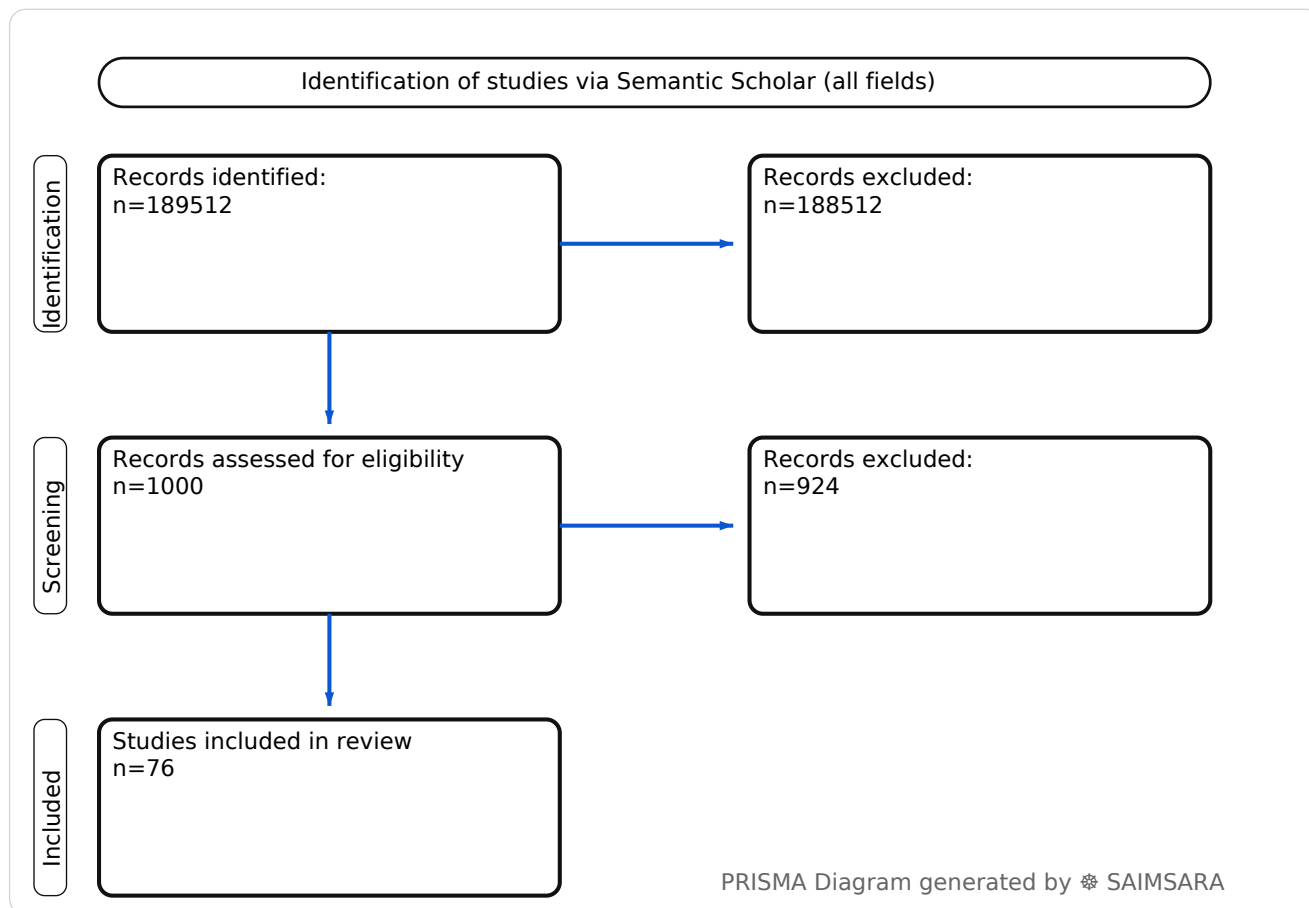 Identification of studies via Semantic Scholar (all fields)
Identification
Records identified:
n=189512
Records excluded:
n=188512
Screening
Records assessed for eligibility
n=1000
Records excluded:
n=924
Included
Studies included in review
n=76
PRISMA Diagram generated by ☸ SAIMSARA